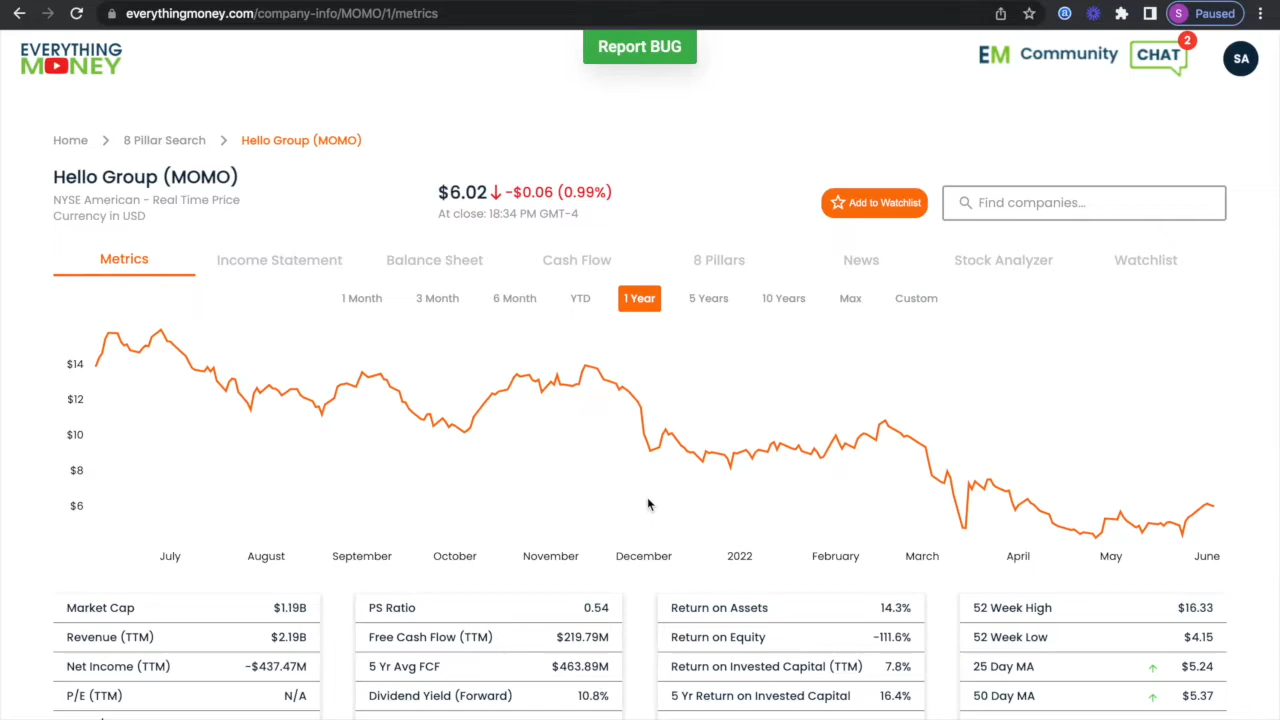 everythingmoney.com/company-info/MOMO/1/metrics
S Paused
EVERYTHING
MONEY
Report BUG
EM Community
CHAT
2
SA
Home > 8 Pillar Search > Hello Group (MOMO)
Hello Group (MOMO)
NYSE American - Real Time Price
Currency in USD
$6.02 -$0.06 (0.99%)
At close: 18:34 PM GMT-4
Add to Watchlist
Find companies...
Metrics Income Statement Balance Sheet Cash Flow 8 Pillars News Stock Analyzer Watchlist
1 Month 3 Month 6 Month YTD 1 Year 5 Years 10 Years Max Custom
$14
$12
$10
$8
$6
July August September October November December 2022 February March April May June
Market Cap $1.19B
Revenue (TTM) $2.19B
Net Income (TTM) -$437.47M
P/E (TTM) N/A
PS Ratio 0.54
Free Cash Flow (TTM) $219.79M
5 Yr Avg FCF $463.89M
Dividend Yield (Forward) 10.8%
Return on Assets 14.3%
Return on Equity -111.6%
Return on Invested Capital (TTM) 7.8%
5 Yr Return on Invested Capital 16.4%
52 Week High $16.33
52 Week Low $4.15
25 Day MA $5.24
50 Day MA $5.37